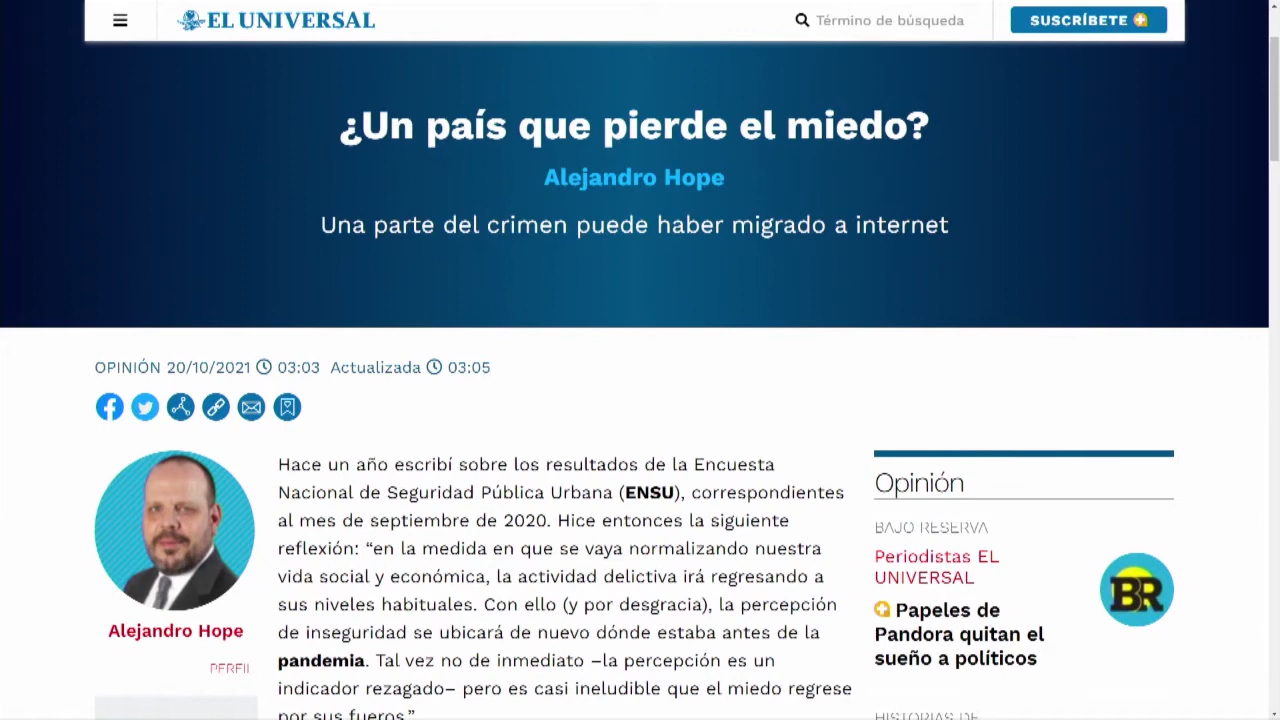 EL UNIVERSAL
Término de búsqueda
SUSCRÍBETE
¿Un país que pierde el miedo?
Alejandro Hope
Una parte del crimen puede haber migrado a internet
OPINIÓN 20/10/2021 03:03 Actualizada 03:05
Alejandro Hope
PERFIL
Hace un año escribí sobre los resultados de la Encuesta
Nacional de Seguridad Pública Urbana (ENSU), correspondientes
al mes de septiembre de 2020. Hice entonces la siguiente
reflexión: “en la medida en que se vaya normalizando nuestra
vida social y económica, la actividad delictiva irá regresando a
sus niveles habituales. Con ello (y por desgracia), la percepción
de inseguridad se ubicará de nuevo dónde estaba antes de la
pandemia. Tal vez no de inmediato –la percepción es un
indicador rezagado– pero es casi ineludible que el miedo regrese
por sus fueros.”
Opinión
BAJO RESERVA
Periodistas EL
UNIVERSAL
Papeles de
Pandora quitan el
sueño a políticos
BR
HISTORIAS DE